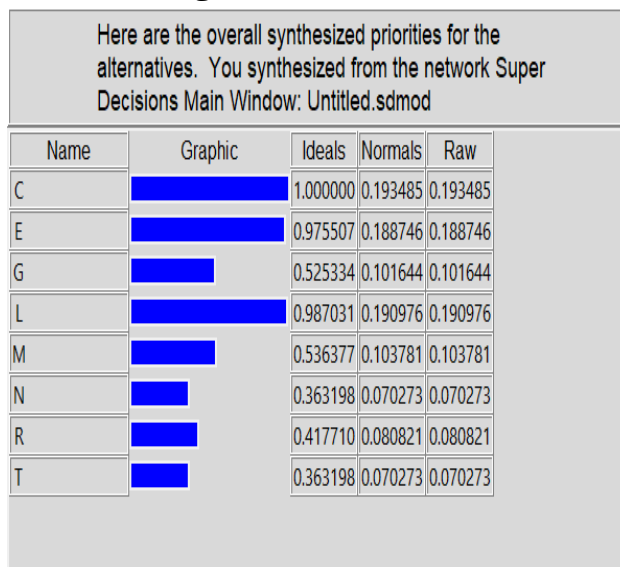 Here are the overall synthesized priorities for the
alternatives. You synthesized from the network Super
Decisions Main Window: Untitled.sdmod
Name Graphic Ideals Normals Raw
C 1.000000 0.193485 0.193485
E 0.975507 0.188746 0.188746
G 0.525334 0.101644 0.101644
L 0.987031 0.190976 0.190976
M 0.536377 0.103781 0.103781
N 0.363198 0.070273 0.070273
R 0.417710 0.080821 0.080821
T 0.363198 0.070273 0.070273